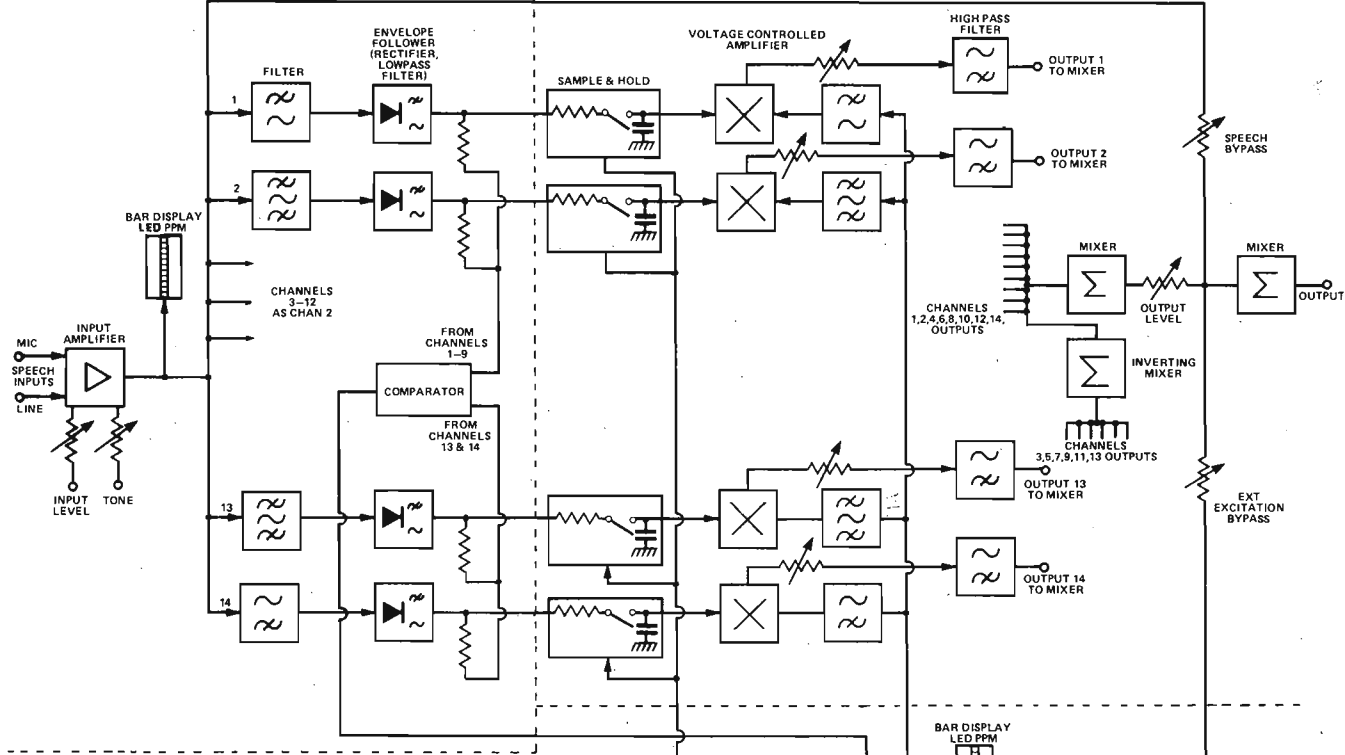 ENVELOPE
FOLLOWER
(RECTIFIER,
LOWPASS
FILTER)
FILTER
1
2
SAMPLE & HOLD
VOLTAGE CONTROLLED
AMPLIFIER
HIGH PASS
FILTER
OUTPUT 1
TO MIXER
OUTPUT 2
TO MIXER
SPEECH
BYPASS
BAR DISPLAY
LED PPM
CHANNELS
3–12
AS CHAN 2
INPUT
AMPLIFIER
MIC
SPEECH
INPUTS
LINE
INPUT
LEVEL
TONE
FROM
CHANNELS
1–9
COMPARATOR
FROM
CHANNELS
13 & 14
CHANNELS
1,2,4,6,8,10,12,14,
OUTPUTS
MIXER
Σ
OUTPUT
LEVEL
MIXER
Σ
OUTPUT
Σ
INVERTING
MIXER
CHANNELS
3,5,7,9,11,13 OUTPUTS
13
14
OUTPUT 13
TO MIXER
OUTPUT 14
TO MIXER
EXT
EXCITATION
BYPASS
BAR DISPLAY
LED PPM